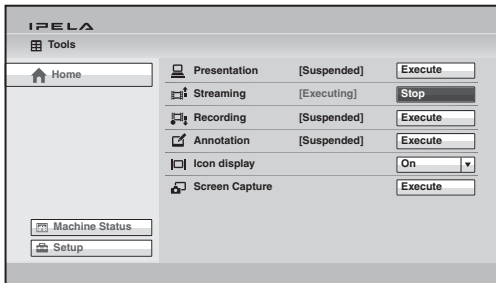 IPELA
Tools
Home
Presentation [Suspended] Execute
Streaming [Executing] Stop
Recording [Suspended] Execute
Annotation [Suspended] Execute
Icon display On
Screen Capture Execute
Machine Status
Setup